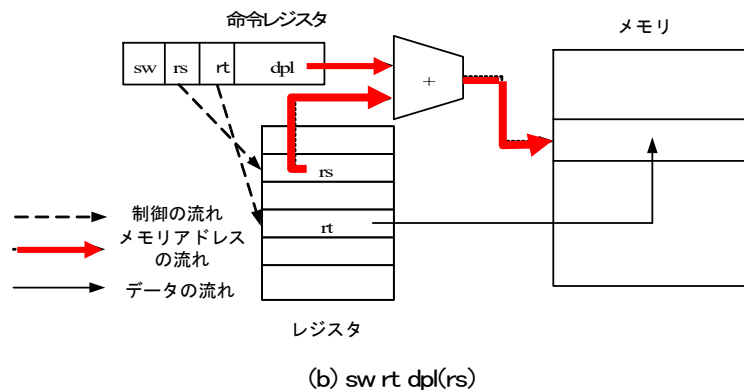 命令レジスタ
メモリ
sw rs rt dpl
+
rs
rt
制御の流れ
メモリアドレス
の流れ
データの流れ
レジスタ
(b) sw rt dpl(rs)